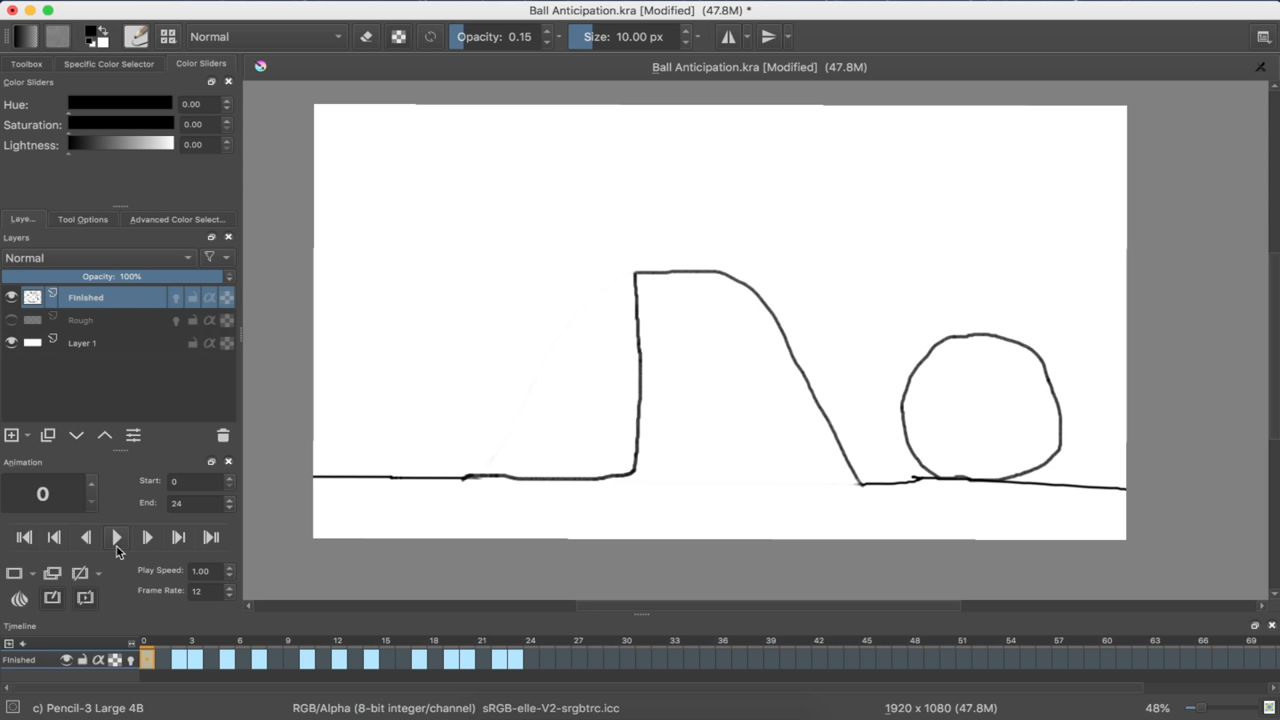 Ball Anticipation.kra [Modified]  (47.8M) *
Normal
Opacity: 0.15
Size: 10.00 px
Toolbox
Specific Color Selector
Color Sliders
Ball Anticipation.kra [Modified]  (47.8M)
Color Sliders
Hue:
0.00
Saturation:
0.00
Lightness:
0.00
Laye...
Tool Options
Advanced Color Select...
Layers
Normal
Opacity: 100%
Finished
Rough
Layer 1
Animation
0
Start:
0
End:
24
Play Speed:
1.00
Frame Rate:
12
Timeline
0 3 6 9 12 15 18 21 24 27 30 33 36 39 42 45 48 51 54 57 60 63 66 69
Finished
c) Pencil-3 Large 4B
RGB/Alpha (8-bit integer/channel)  sRGB-elle-V2-srgbtrc.icc
1920 x 1080 (47.8M)
48%